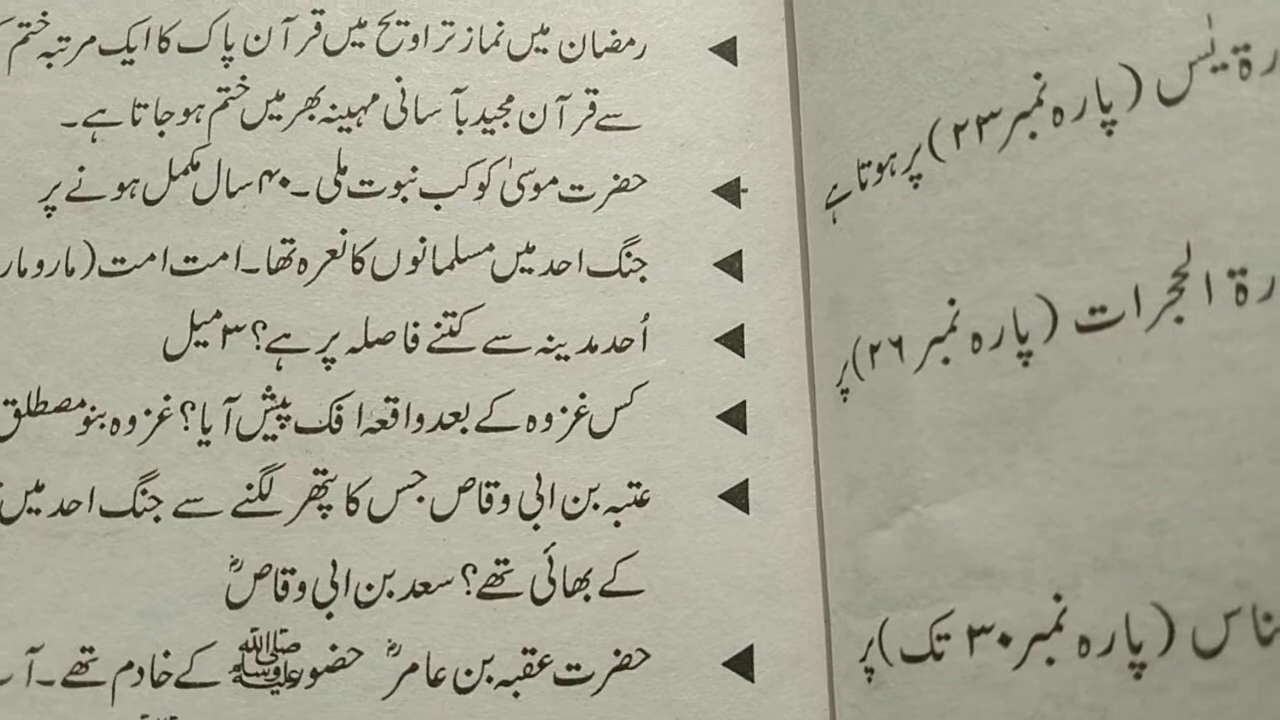 رمضان میں نماز تراویح میں قرآن پاک کا ایک مرتبہ ختم
سے قرآن مجید بآسانی مہینہ بھر میں ختم ہو جاتا ہے۔
حضرت موسیٰ کو کب نبوت ملی۔ ۴۰ سال مکمل ہونے پر
جنگ احد میں مسلمانوں کا نعرہ تھا۔ امت امت (مارو مار
اُحد مدینہ سے کتنے فاصلہ پر ہے؟ ۳ میل
کس غزوہ کے بعد واقعہ افک پیش آیا؟ غزوہ بنو مصطلق
عتبہ بن ابی وقاص جس کا پتھر لگنے سے جنگ احد میں
کے بھائی تھے؟ سعد بن ابی وقاصؓ
حضرت عقبہ بن عامرؓ حضور ﷺ کے خادم تھے۔ آ
رۃ یٰس (پارہ نمبر ۲۳) پر ہوتا ہے
رۃ الحجرات (پارہ نمبر ۲۶) پر
ناس (پارہ نمبر ۳۰ تک) پر